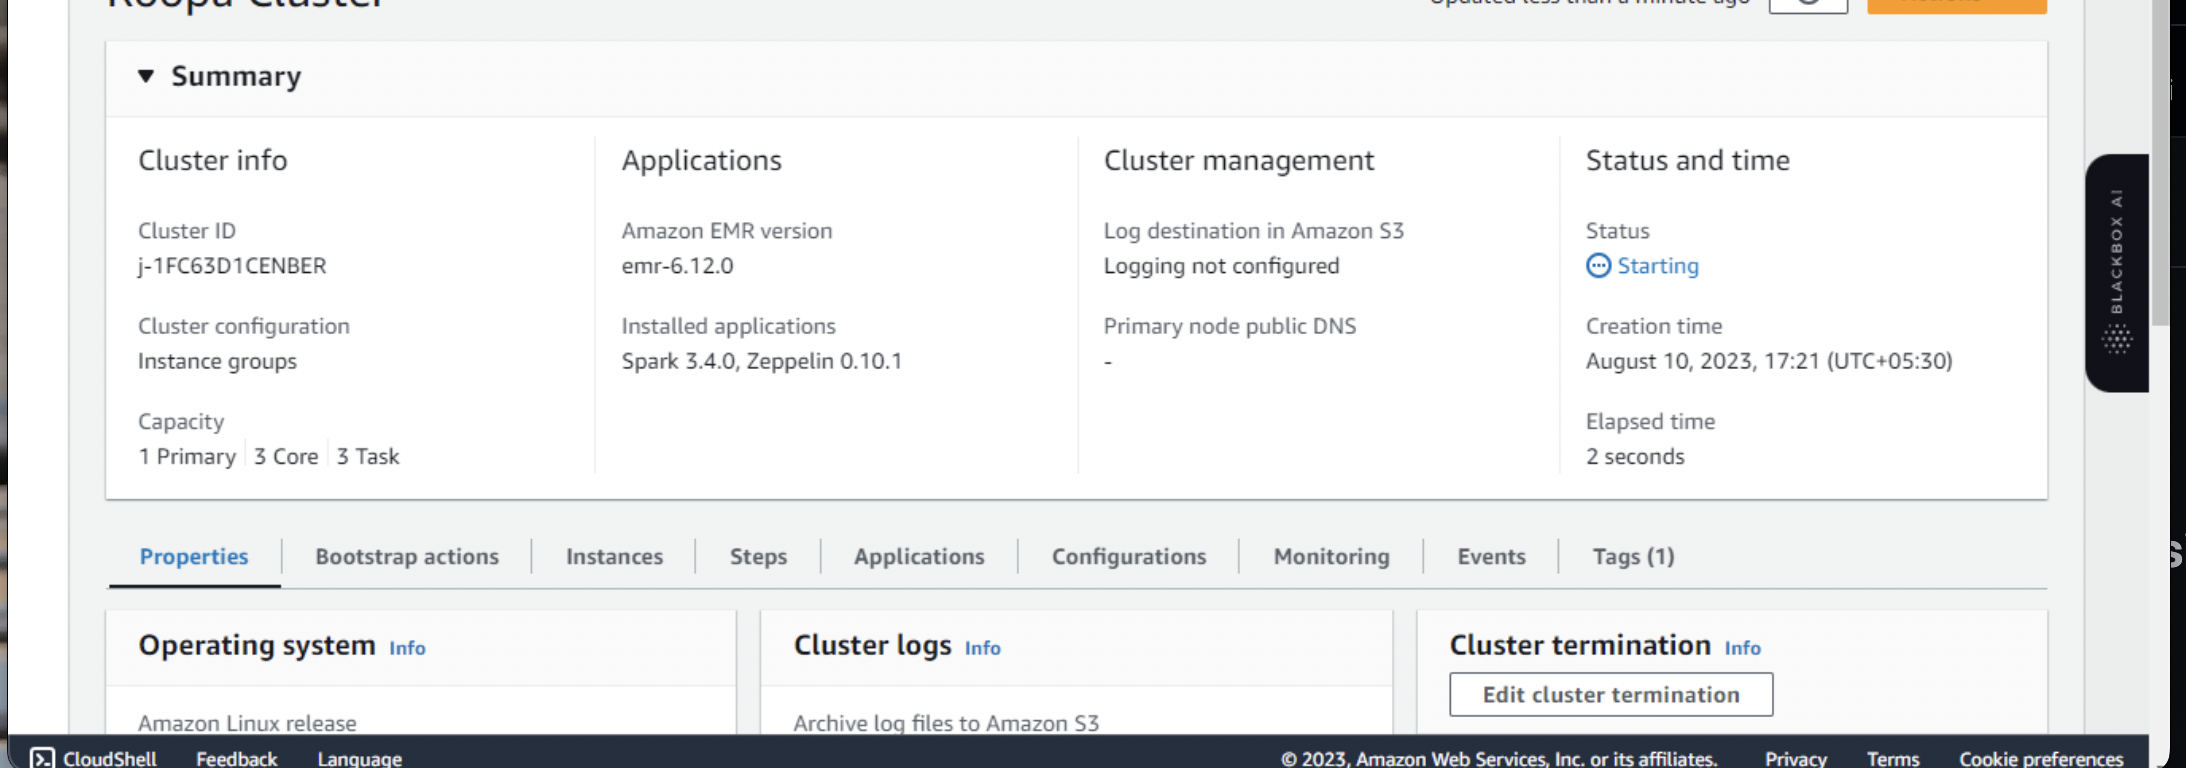 Roopa Cluster
Updated less than a minute ago
Actions
Summary
Cluster info
Cluster ID
j-1FC63D1CENBER
Cluster configuration
Instance groups
Capacity
1 Primary 3 Core 3 Task
Applications
Amazon EMR version
emr-6.12.0
Installed applications
Spark 3.4.0, Zeppelin 0.10.1
Cluster management
Log destination in Amazon S3
Logging not configured
Primary node public DNS
-
Status and time
Status
Starting
Creation time
August 10, 2023, 17:21 (UTC+05:30)
Elapsed time
2 seconds
BLACKBOX AI
Properties Bootstrap actions Instances Steps Applications Configurations Monitoring Events Tags (1)
Operating system Info
Amazon Linux release
Cluster logs Info
Archive log files to Amazon S3
Cluster termination Info
Edit cluster termination
CloudShell Feedback Language © 2023, Amazon Web Services, Inc. or its affiliates. Privacy Terms Cookie preferences